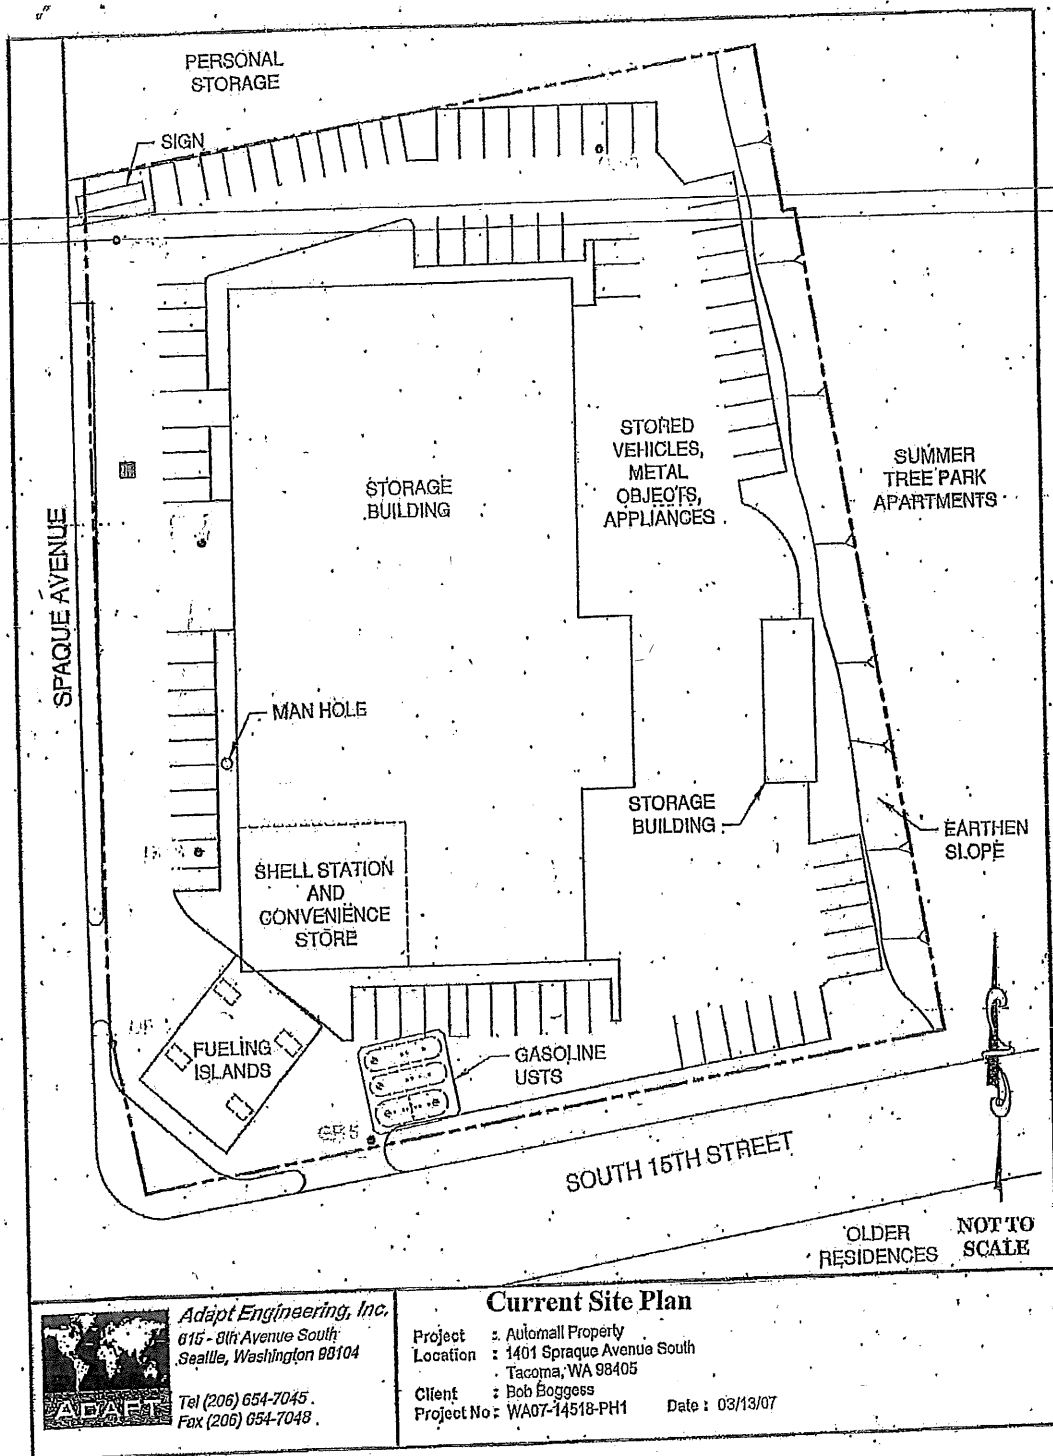 PERSONAL
STORAGE
SIGN
STORED
VEHICLES,
METAL
OBJECTS,
APPLIANCES
SUMMER
TREE PARK
APARTMENTS
STORAGE
BUILDING
SPAQUE AVENUE
MAN HOLE
STORAGE
BUILDING
EARTHEN
SLOPE
SHELL STATION
AND
CONVENIENCE
STORE
FUELING
ISLANDS
GASOLINE
USTS
SOUTH 15TH STREET
OLDER
RESIDENCES
NOT TO
SCALE
Adapt Engineering, Inc.
615 - 8th Avenue South
Seattle, Washington 98104
Tel (206) 654-7045
Fax (206) 654-7048
ADAPT
Current Site Plan
Project : Automall Property
Location : 1401 Spraque Avenue South
Tacoma, WA 98405
Client : Bob Boggess
Project No : WA07-14518-PH1 Date : 03/13/07